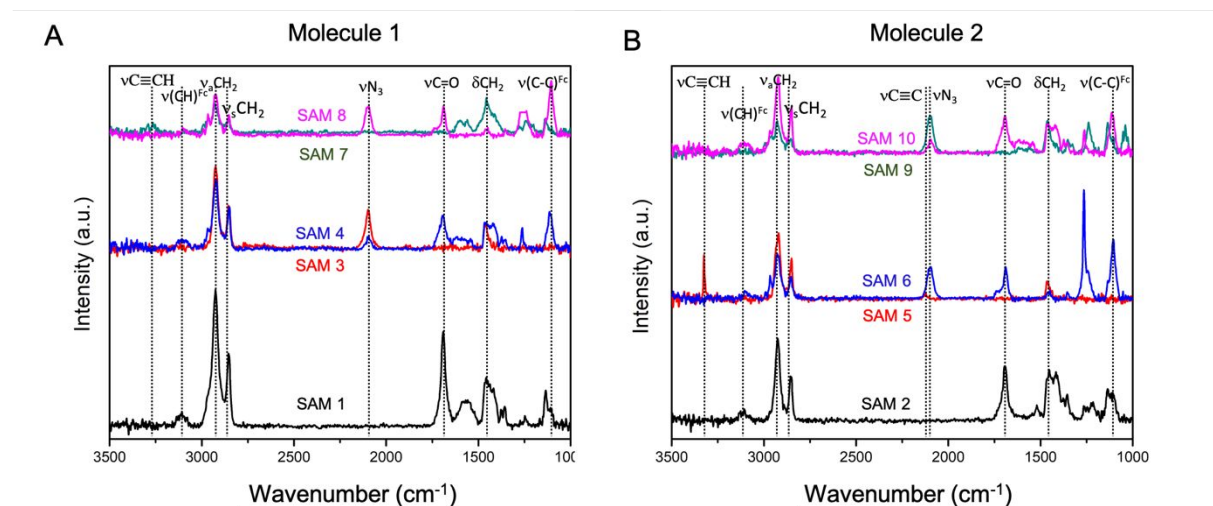 A
Molecule 1
νC≡CH
ν(CH)Fc
νaCH2
νsCH2
νN3
νC=O
δCH2
ν(C-C)Fc
SAM 8
SAM 7
SAM 4
SAM 3
SAM 1
Intensity (a.u.)
3500
3000
2500
2000
1500
100
Wavenumber (cm-1)
B
Molecule 2
νC≡CH
ν(CH)Fc
νaCH2
νsCH2
νC≡C
νN3
νC=O
δCH2
ν(C-C)Fc
SAM 10
SAM 9
SAM 6
SAM 5
SAM 2
Intensity (a.u.)
3500
3000
2500
2000
1500
1000
Wavenumber (cm-1)